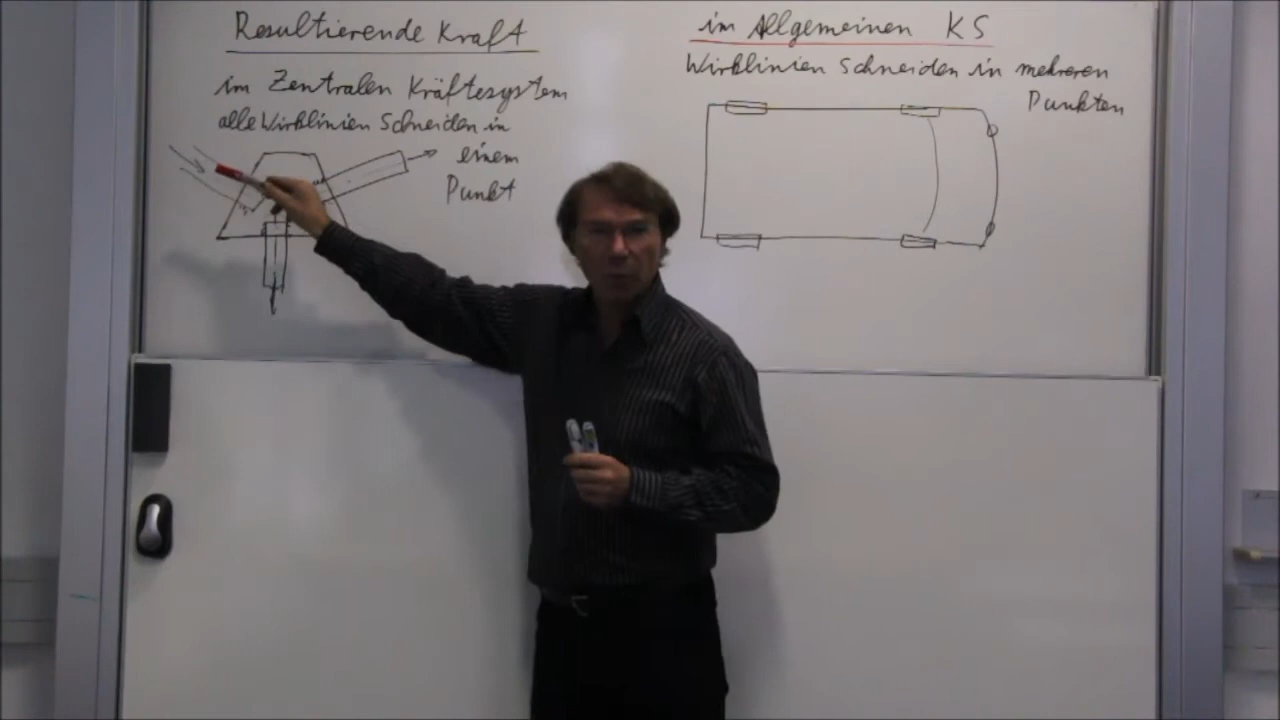 Resultierende Kraft
im Zentralen Kräftesystem
alle Wirklinien Schneiden in
einem
Punkt
im Allgemeinen KS
Wirklinien Schneiden in mehreren
Punkten